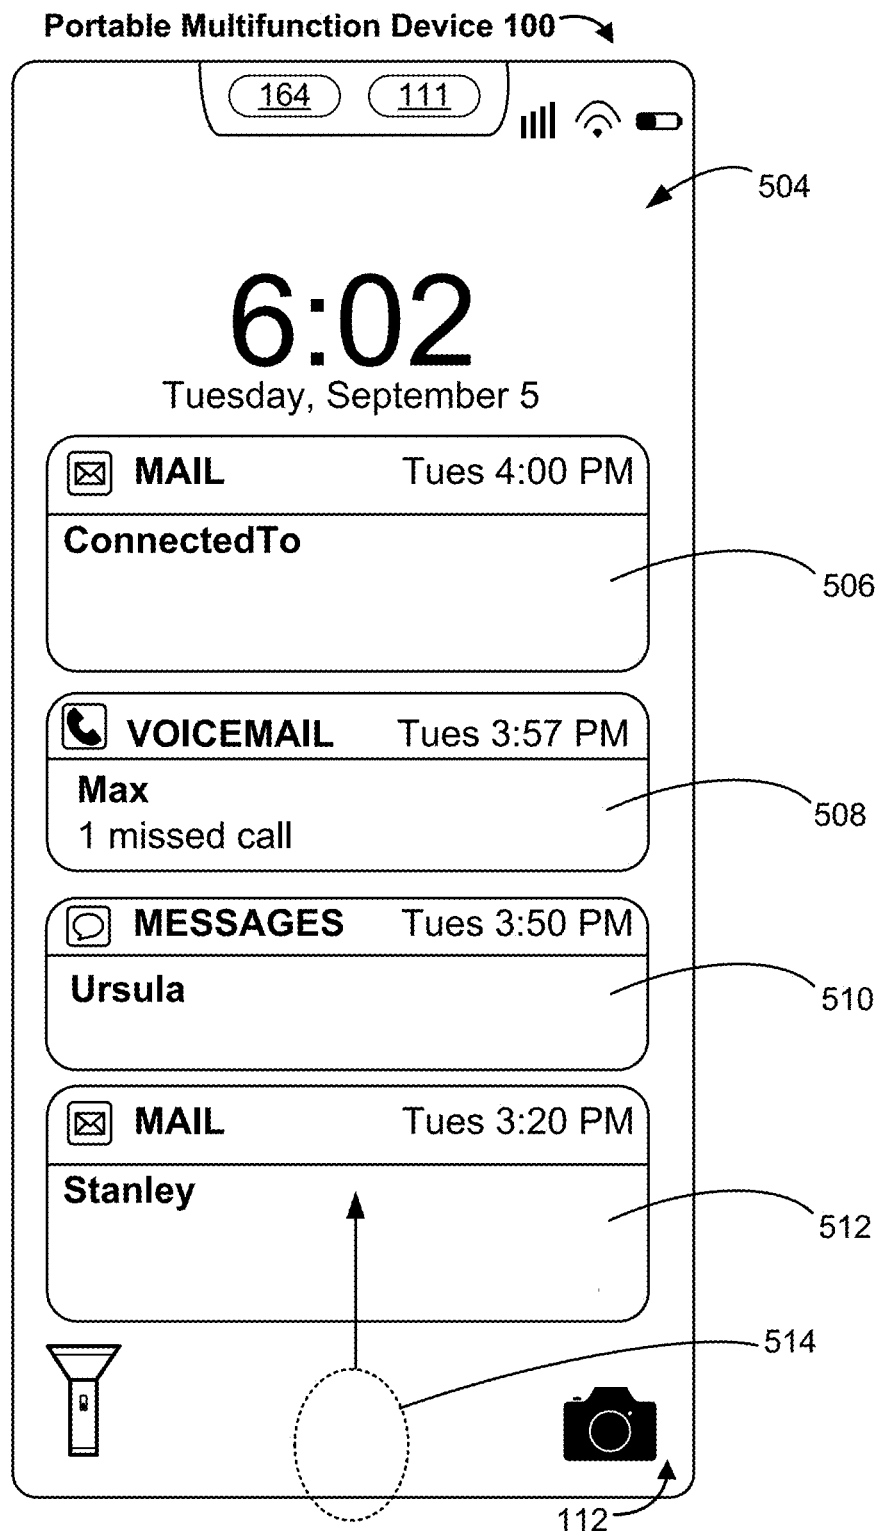 Portable Multifunction Device 100
164 111
504
6:02
Tuesday, September 5
MAIL Tues 4:00 PM
ConnectedTo
506
VOICEMAIL Tues 3:57 PM
Max
508
1 missed call
MESSAGES Tues 3:50 PM
Ursula
510
MAIL Tues 3:20 PM
Stanley
512
514
112